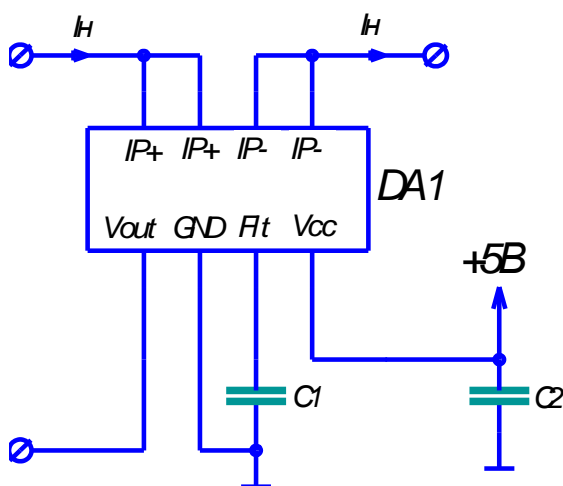 Iн Iн
IP+ IP+ IP- IP-
DA1
Vout GND Flt Vcc
+5В
C1
C2